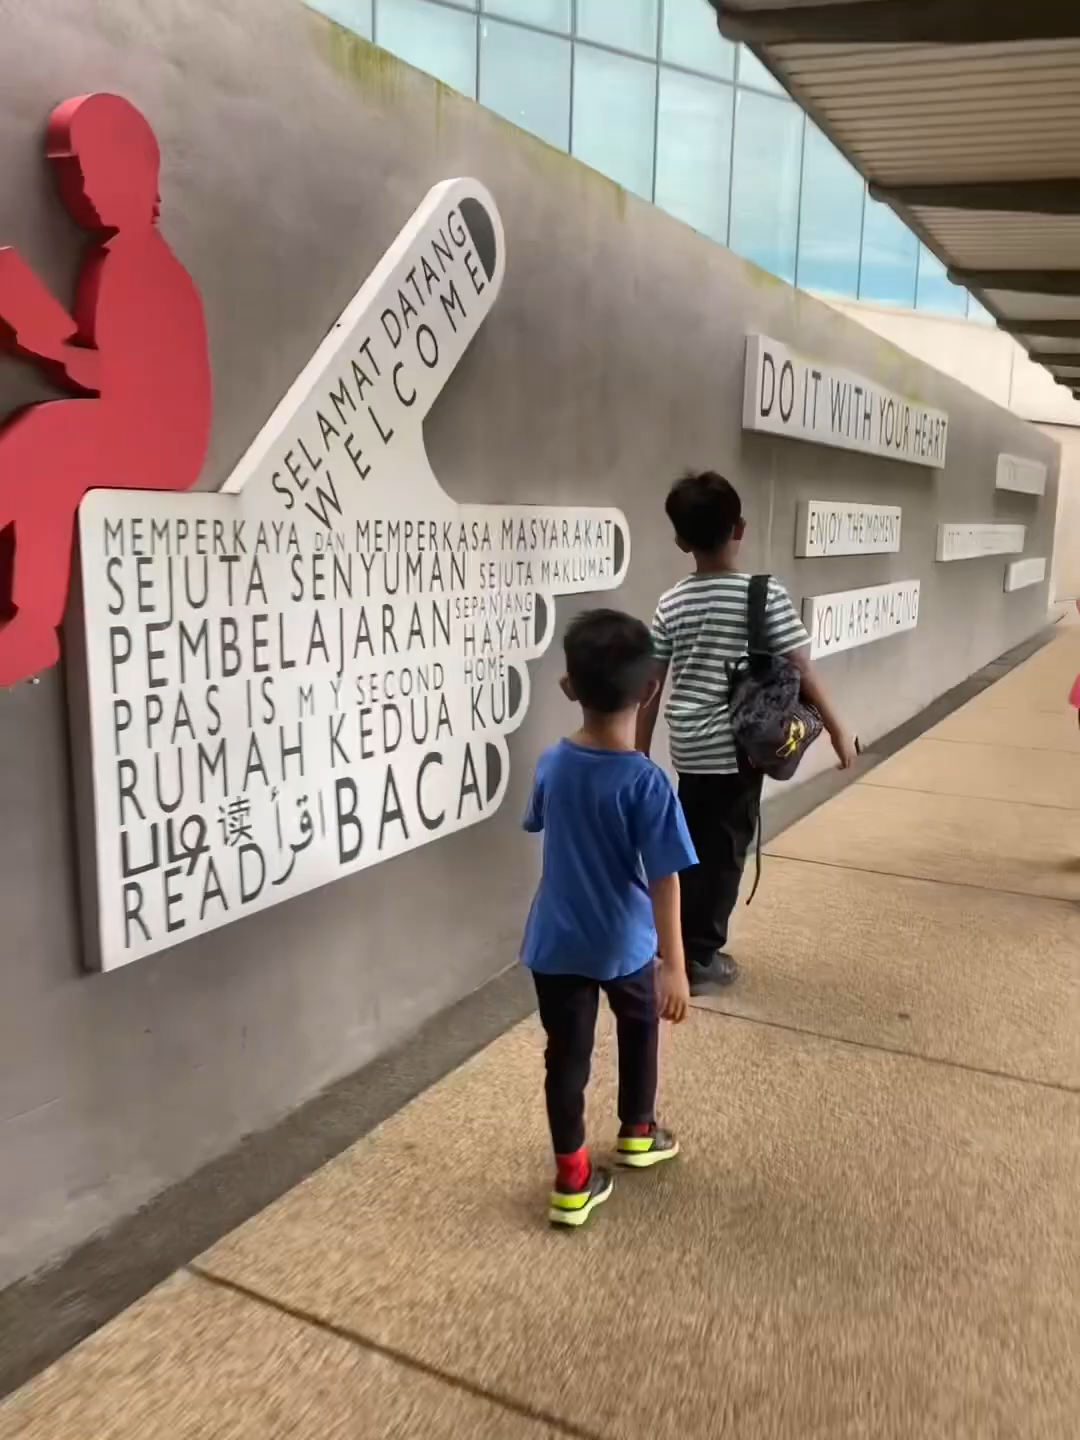 SELAMAT DATANG
WELCOME
MEMPERKAYA DAN MEMPERKASA MASYARAKAT
SEJUTA SENYUMAN SEJUTA MAKLUMAT
PEMBELAJARAN SEPANJANG HAYAT
PPAS IS MY SECOND HOME
RUMAH KEDUA KU
படி 读 اقرأ BACA
READ
DO IT WITH YOUR HEART
ENJOY THE MOMENT
YOU ARE AMAZING